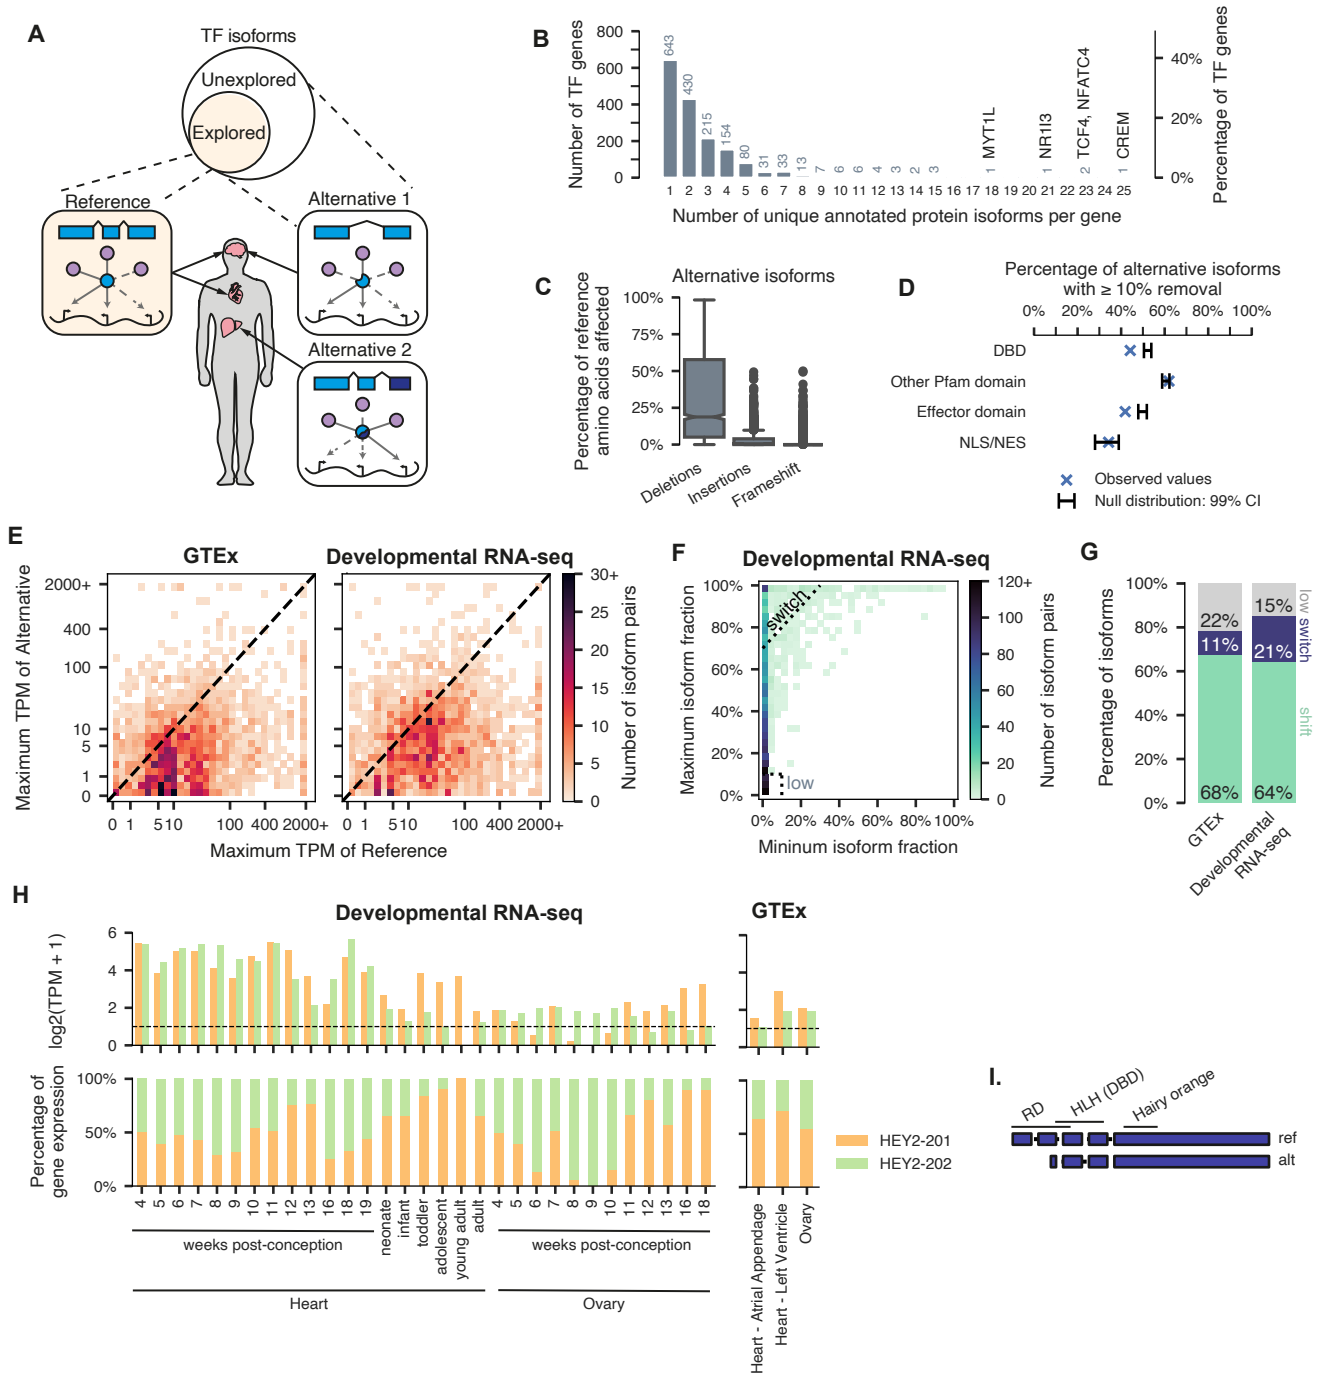 A
TF isoforms
Unexplored
Explored
Reference
Alternative 1
Alternative 2
B
Number of TF genes
800
600
400
200
0
643
430
215
154
80
31
33
13
7
6
6
4
3
2
3
1
MYT1L
1
NR1I3
2
TCF4, NFATC4
1
CREM
1 2 3 4 5 6 7 8 9 10 11 12 13 14 15 16 17 18 19 20 21 22 23 24 25
Number of unique annotated protein isoforms per gene
40%
20%
0%
Percentage of TF genes
C
Alternative isoforms
Percentage of reference
amino acids affected
100%
75%
50%
25%
0%
Deletions
Insertions
Frameshift
D
Percentage of alternative isoforms
with ≥ 10% removal
0% 20% 40% 60% 80% 100%
DBD
Other Pfam domain
Effector domain
NLS/NES
Observed values
Null distribution: 99% CI
E
GTEx
Developmental RNA-seq
Maximum TPM of Alternative
2000+
400
100
10
5
1
0
0 1 5 10 100 400 2000+
0 1 5 10 100 400 2000+
Maximum TPM of Reference
30+
25
20
15
10
5
0
Number of isoform pairs
F
Developmental RNA-seq
Maximum isoform fraction
100%
80%
60%
40%
20%
0%
switch
low
0% 20% 40% 60% 80% 100%
Mininum isoform fraction
120+
100
80
60
40
20
0
Number of isoform pairs
G
Percentage of isoforms
100%
80%
60%
40%
20%
0%
22%
11%
68%
15%
21%
64%
low
switch
shift
GTEx
Developmental
RNA-seq
H
Developmental RNA-seq
GTEx
log2(TPM + 1)
6
4
2
0
Percentage of
gene expression
100%
50%
0%
4 5 6 7 8 9 10 11 12 13 16 18 19 neonate infant toddler adolescent young adult adult 4 5 6 7 8 9 10 11 12 13 16 18
weeks post-conception
weeks post-conception
Heart
Ovary
Heart - Atrial Appendage
Heart - Left Ventricle
Ovary
HEY2-201
HEY2-202
I.
RD
HLH (DBD)
Hairy orange
ref
alt